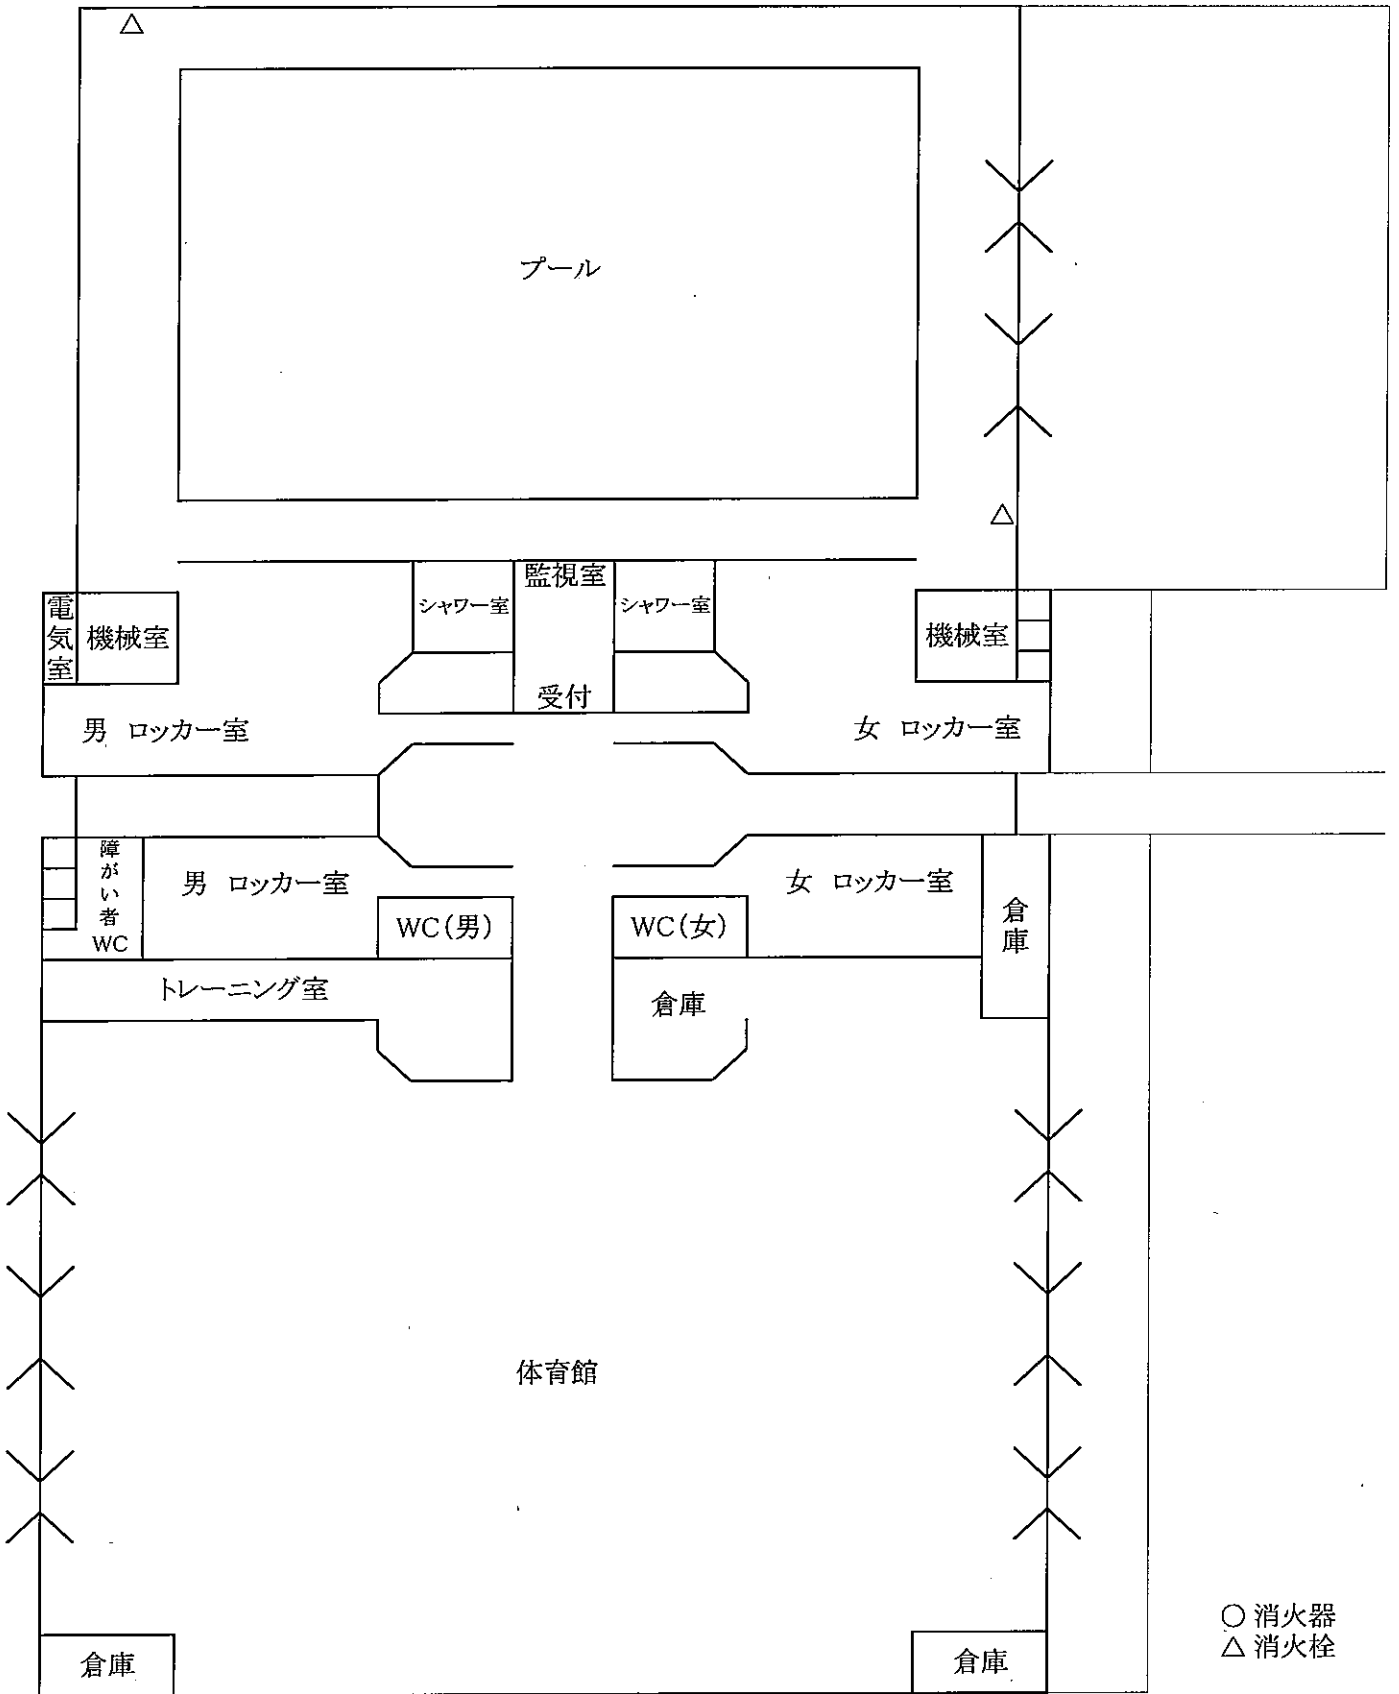 △
プール
△
監視室
シャワー室
シャワー室
電気室
機械室
機械室
受付
男 ロッカー室
女 ロッカー室
障がい者WC
男 ロッカー室
女 ロッカー室
WC(男)
WC(女)
倉庫
トレーニング室
倉庫
体育館
○ 消火器
△ 消火栓
倉庫
倉庫